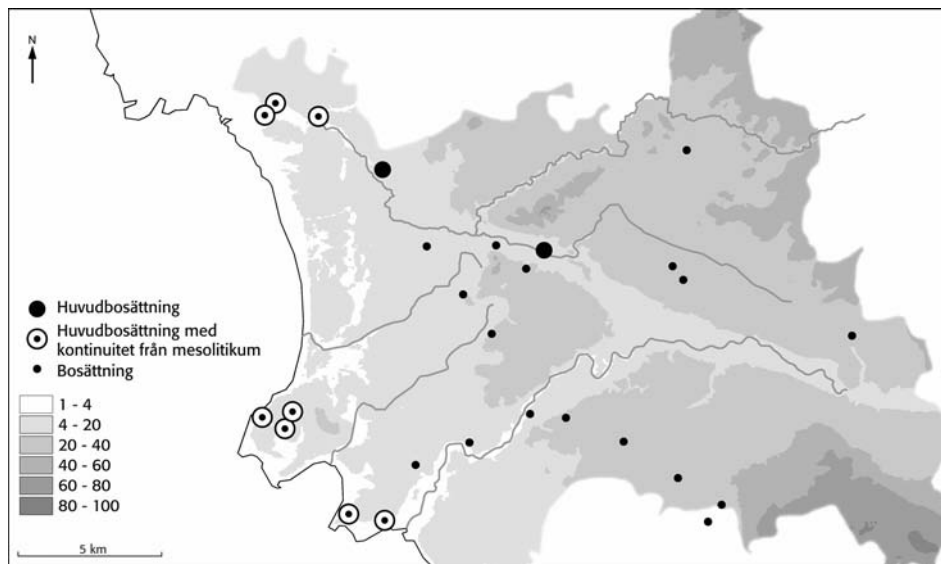 N
Huvudbosättning
Huvudbosättning med
kontinuitet från mesolitikum
Bosättning
1 - 4
4 - 20
20 - 40
40 - 60
60 - 80
80 - 100
5 km